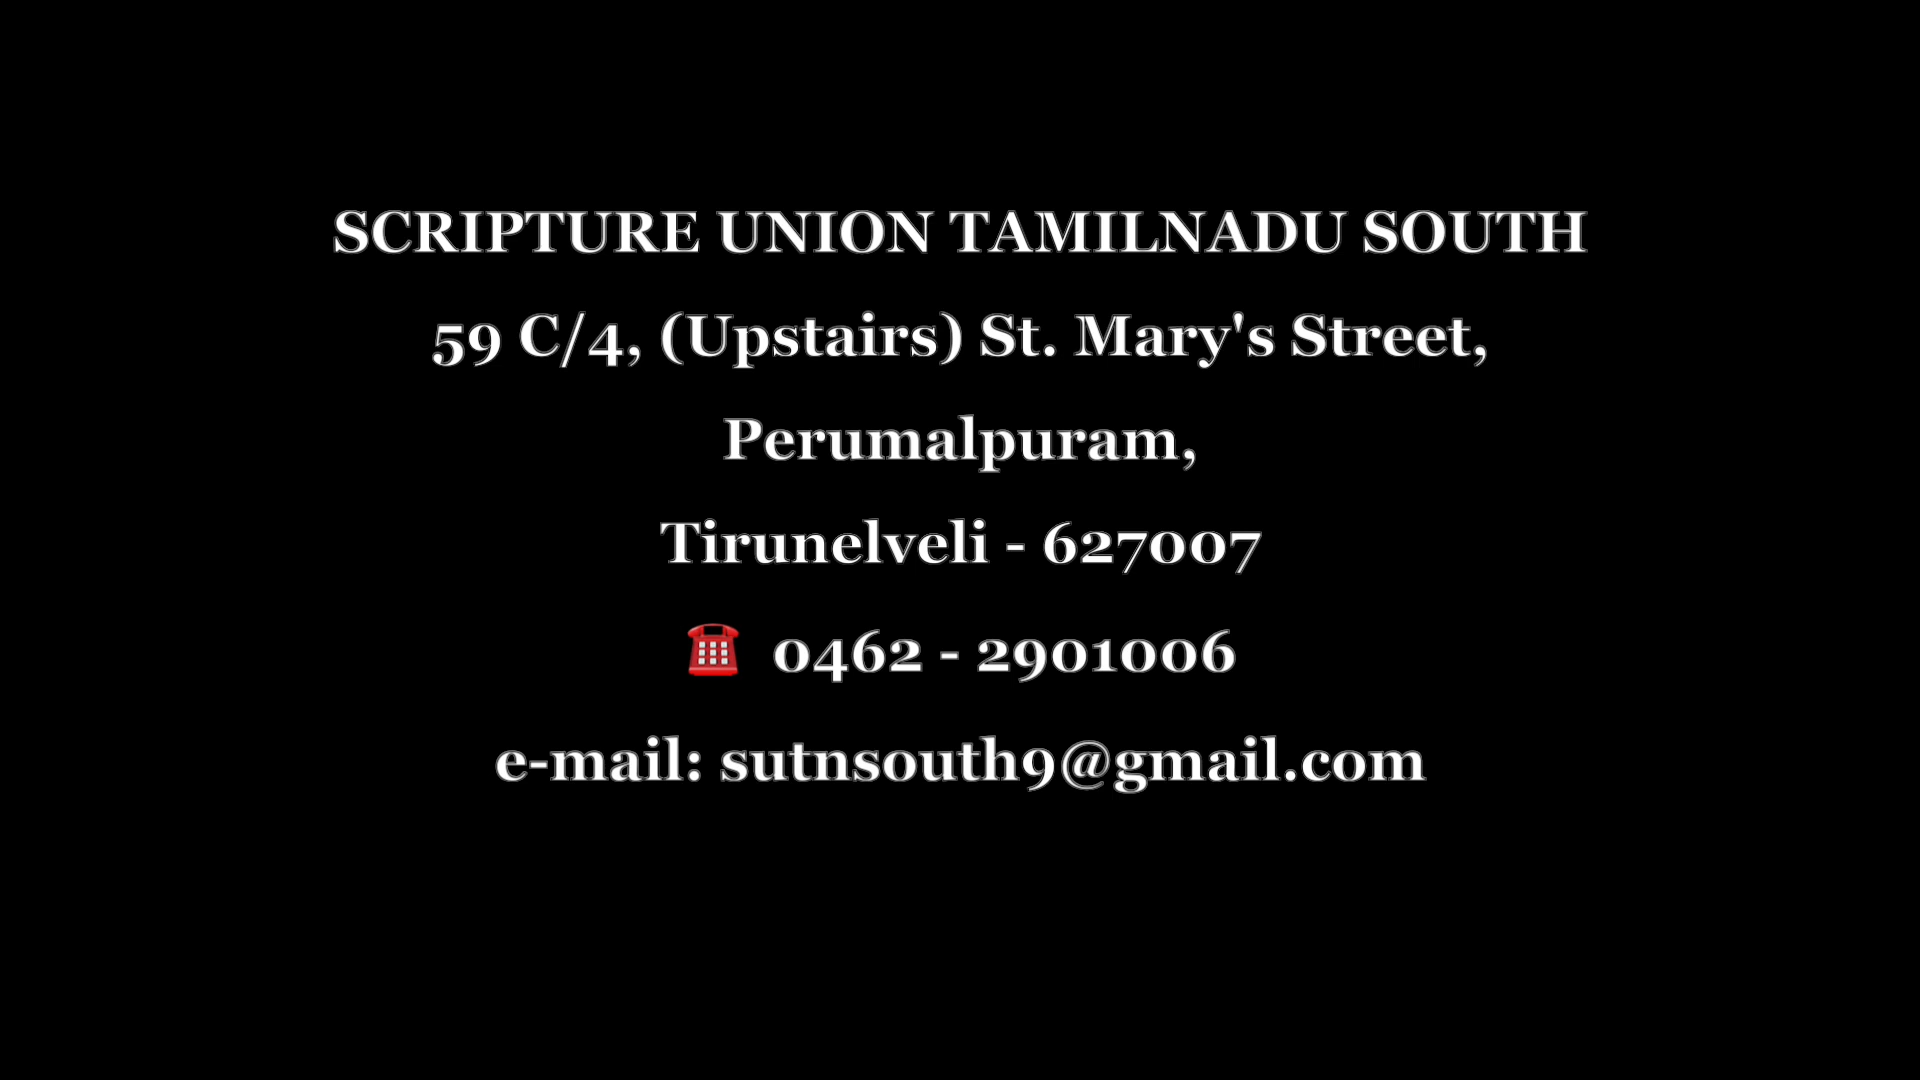 SCRIPTURE UNION TAMILNADU SOUTH
59 C/4, (Upstairs) St. Mary's Street,
Perumalpuram,
Tirunelveli - 627007
☎️ 0462 - 2901006
e-mail: sutnsouth9@gmail.com